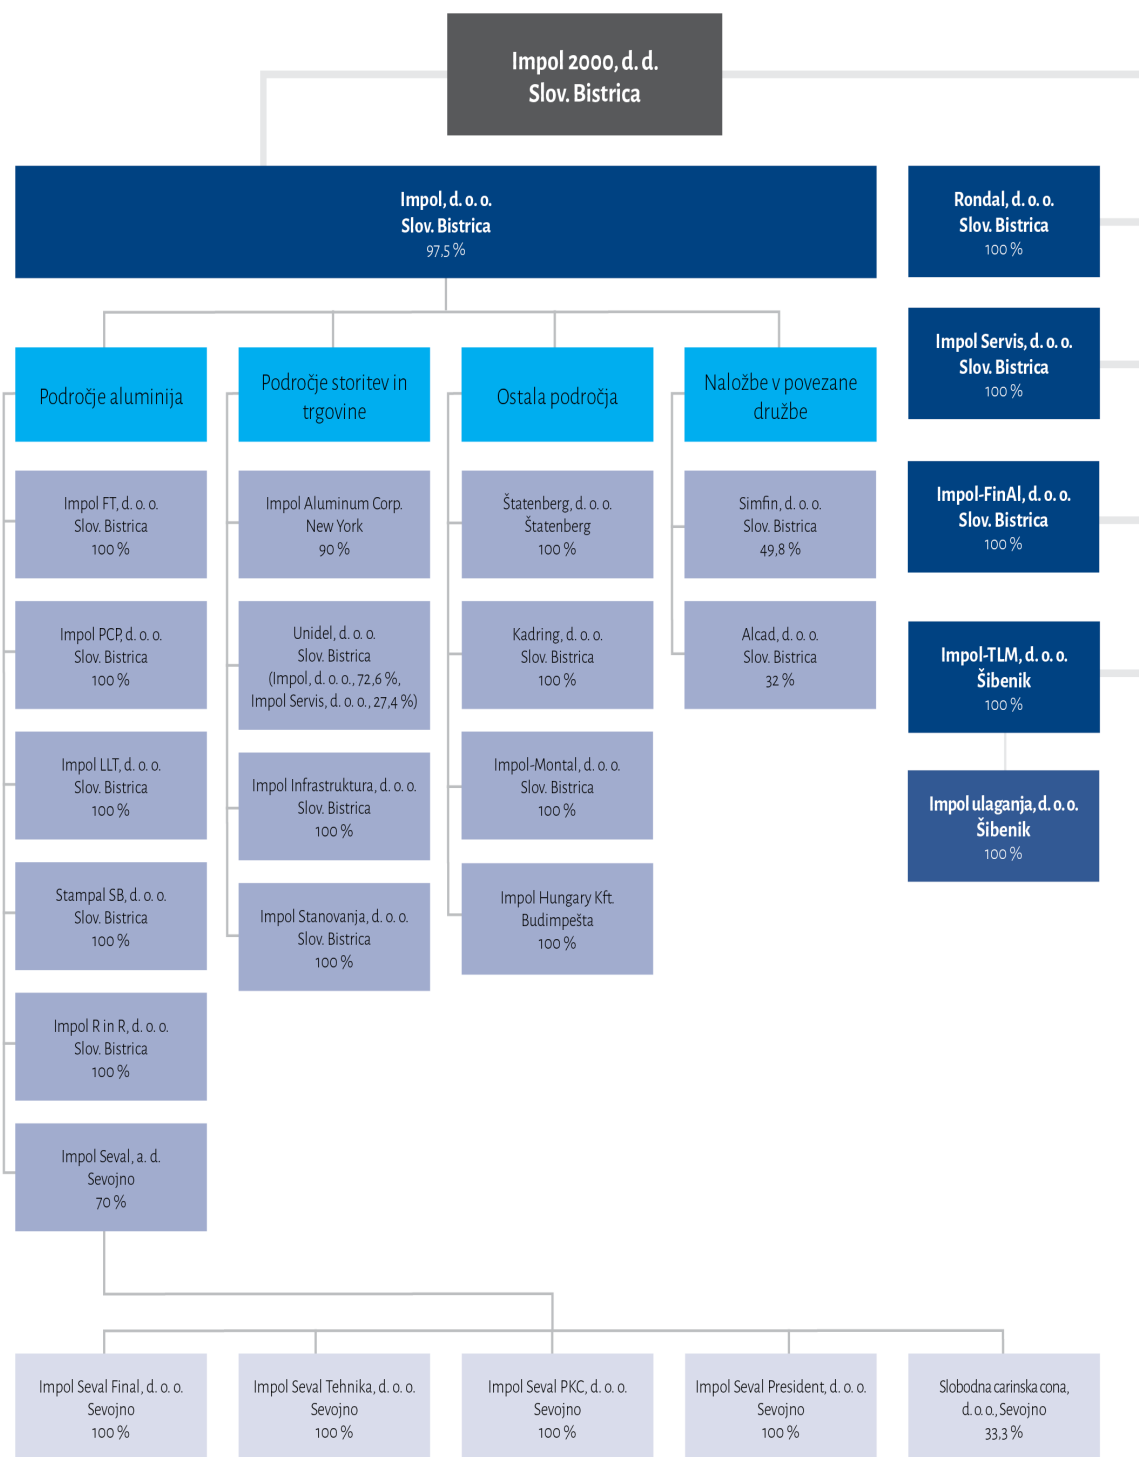 Impol 2000, d. d.
Slov. Bistrica
Impol, d. o. o.
Slov. Bistrica
97,5 %
Rondal, d. o. o.
Slov. Bistrica
100 %
Impol Servis, d. o. o.
Slov. Bistrica
100 %
Impol-FinAl, d. o. o.
Slov. Bistrica
100 %
Impol-TLM, d. o. o.
Šibenik
100 %
Impol ulaganja, d. o. o.
Šibenik
100 %
Področje aluminija
Impol FT, d. o. o.
Slov. Bistrica
100 %
Impol PCP, d. o. o.
Slov. Bistrica
100 %
Impol LLT, d. o. o.
Slov. Bistrica
100 %
Stampal SB, d. o. o.
Slov. Bistrica
100 %
Impol R in R, d. o. o.
Slov. Bistrica
100 %
Impol Seval, a. d.
Sevojno
70 %
Področje storitev in
trgovine
Impol Aluminum Corp.
New York
90 %
Unidel, d. o. o.
Slov. Bistrica
(Impol, d. o. o., 72,6 %,
Impol Servis, d. o. o., 27,4 %)
Impol Infrastruktura, d. o. o.
Slov. Bistrica
100 %
Impol Stanovanja, d. o. o.
Slov. Bistrica
100 %
Ostala področja
Štatenberg, d. o. o.
Štatenberg
100 %
Kadring, d. o. o.
Slov. Bistrica
100 %
Impol-Montal, d. o. o.
Slov. Bistrica
100 %
Impol Hungary Kft.
Budimpešta
100 %
Naložbe v povezane
družbe
Simfin, d. o. o.
Slov. Bistrica
49,8 %
Alcad, d. o. o.
Slov. Bistrica
32 %
Impol Seval Final, d. o. o.
Sevojno
100 %
Impol Seval Tehnika, d. o. o.
Sevojno
100 %
Impol Seval PKC, d. o. o.
Sevojno
100 %
Impol Seval President, d. o. o.
Sevojno
100 %
Slobodna carinska cona,
d. o. o., Sevojno
33,3 %